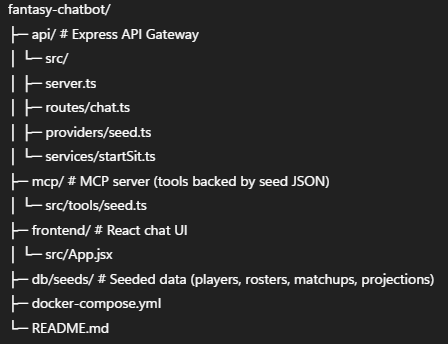 fantasy-chatbot/
├─ api/ # Express API Gateway
│ └─ src/
│ ├─ server.ts
│ ├─ routes/chat.ts
│ ├─ providers/seed.ts
│ └─ services/startSit.ts
├─ mcp/ # MCP server (tools backed by seed JSON)
│ └─ src/tools/seed.ts
├─ frontend/ # React chat UI
│ └─ src/App.jsx
├─ db/seeds/ # Seeded data (players, rosters, matchups, projections)
├─ docker-compose.yml
└─ README.md